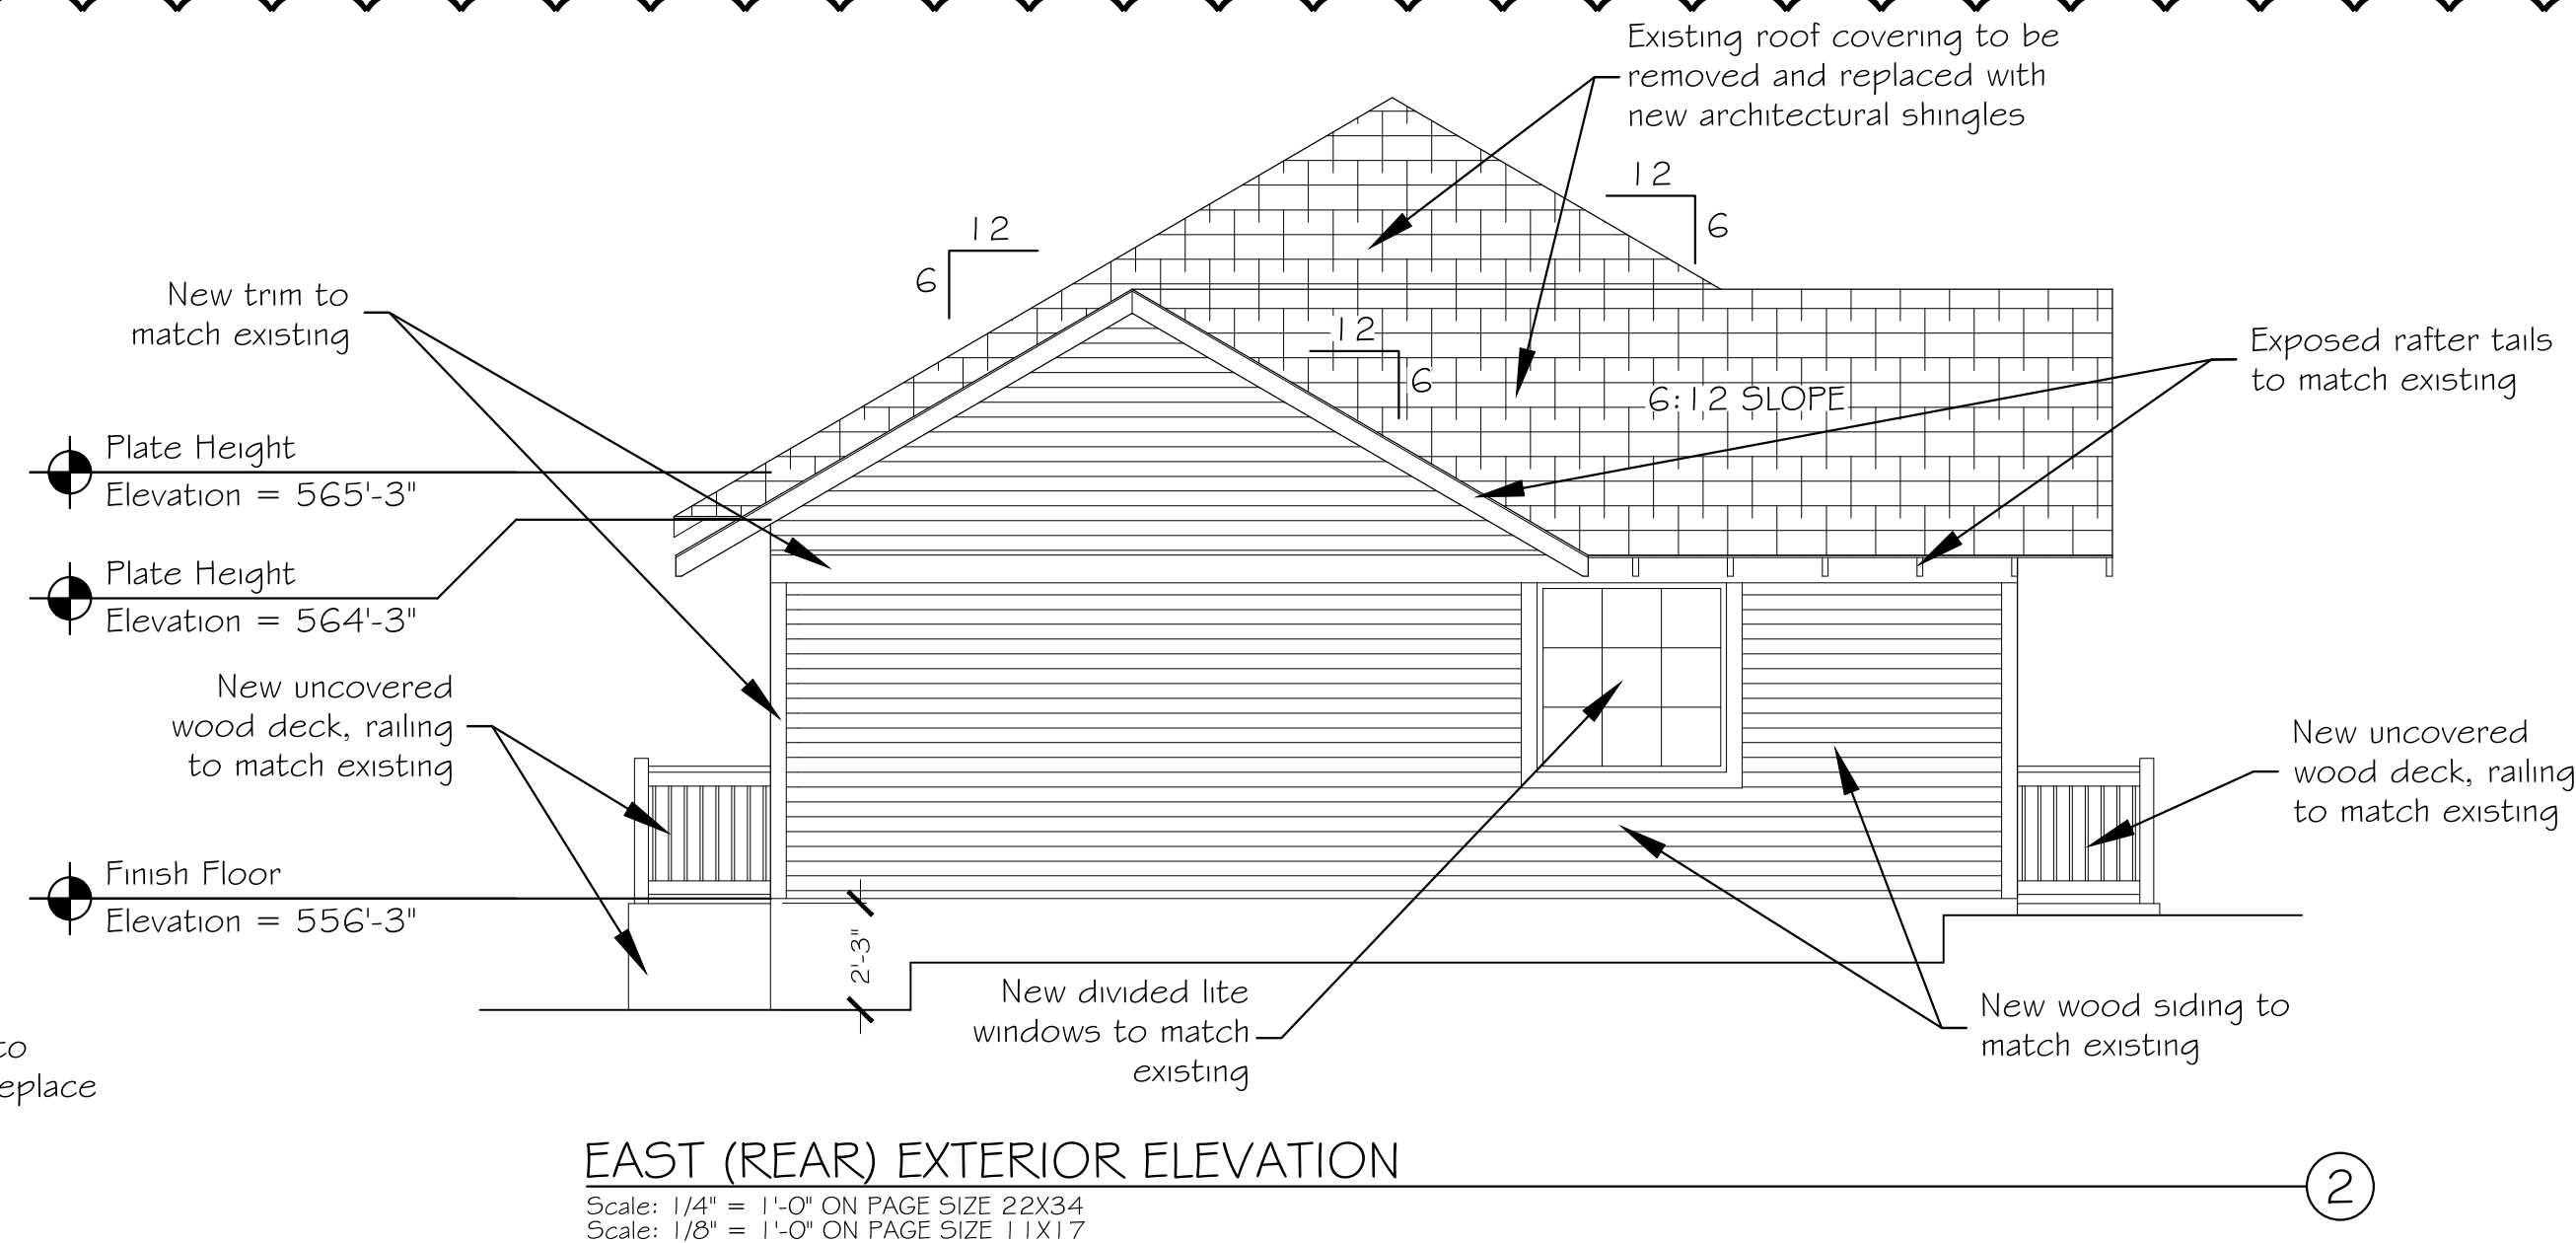 Existing roof covering to be
removed and replaced with
new architectural shingles
12
6
12
6
New trim to
match existing
12
6
6:12 SLOPE
Exposed rafter tails
to match existing
Plate Height
Elevation = 565'-3"
Plate Height
Elevation = 564'-3"
New uncovered
wood deck, railing
to match existing
New uncovered
wood deck, railing
to match existing
Finish Floor
Elevation = 556'-3"
2'-3"
New divided lite
windows to match
existing
New wood siding to
match existing
to
eplace
EAST (REAR) EXTERIOR ELEVATION
2
Scale: 1/4" = 1'-0" ON PAGE SIZE 22X34
Scale: 1/8" = 1'-0" ON PAGE SIZE 11X17